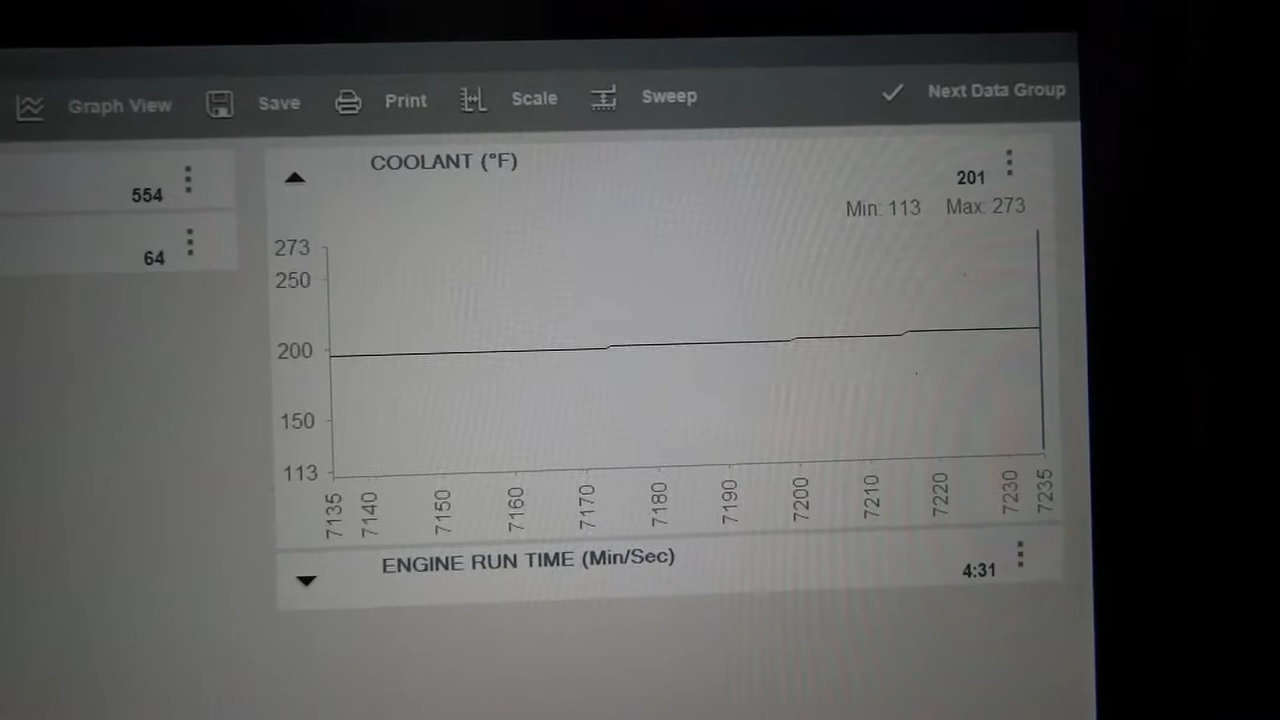 Graph View Save Print Scale Sweep Next Data Group
554
64
COOLANT (°F)
201
Min: 113 Max: 273
273
250
200
150
113
7135 7140 7150 7160 7170 7180 7190 7200 7210 7220 7230 7235
ENGINE RUN TIME (Min/Sec)
4:31